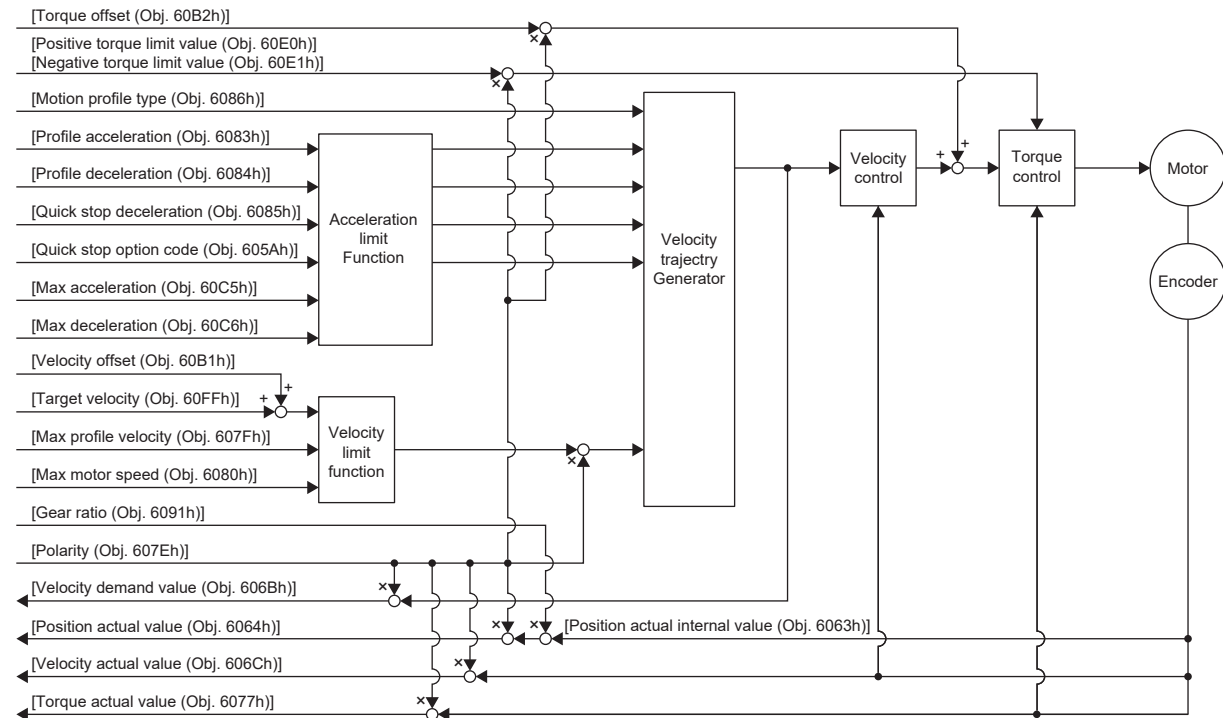 [Torque offset (Obj. 60B2h)]
[Positive torque limit value (Obj. 60E0h)]
[Negative torque limit value (Obj. 60E1h)]
[Motion profile type (Obj. 6086h)]
[Profile acceleration (Obj. 6083h)]
[Profile deceleration (Obj. 6084h)]
[Quick stop deceleration (Obj. 6085h)]
[Quick stop option code (Obj. 605Ah)]
[Max acceleration (Obj. 60C5h)]
[Max deceleration (Obj. 60C6h)]
Acceleration
limit
Function
[Velocity offset (Obj. 60B1h)]
[Target velocity (Obj. 60FFh)]
[Max profile velocity (Obj. 607Fh)]
[Max motor speed (Obj. 6080h)]
+
+
Velocity
limit
function
×
×
×
Velocity
trajectry
Generator
Velocity
control
+
+
Torque
control
Motor
Encoder
[Gear ratio (Obj. 6091h)]
[Polarity (Obj. 607Eh)]
[Velocity demand value (Obj. 606Bh)]
×
[Position actual value (Obj. 6064h)]
×
×
[Position actual internal value (Obj. 6063h)]
[Velocity actual value (Obj. 606Ch)]
×
[Torque actual value (Obj. 6077h)]
×